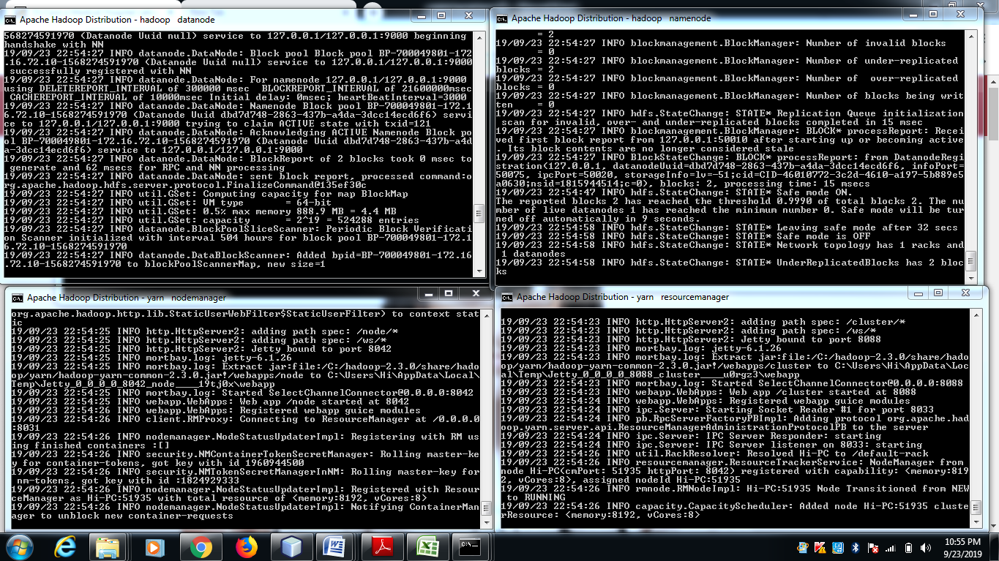 Apache Hadoop Distribution - hadoop   datanode
568274591970 (Datanode Uuid null) service to 127.0.0.1/127.0.0.1:9000 beginning
handshake with NN
19/09/23 22:54:27 INFO datanode.DataNode: Block pool Block pool BP-700049801-172
.16.72.10-1568274591970 (Datanode Uuid null) service to 127.0.0.1/127.0.0.1:9000
 successfully registered with NN
19/09/23 22:54:27 INFO datanode.DataNode: For namenode 127.0.0.1/127.0.0.1:9000
using DELETEREPORT_INTERVAL of 300000 msec  BLOCKREPORT_INTERVAL of 21600000msec
 CACHEREPORT_INTERVAL of 10000msec Initial delay: 0msec; heartBeatInterval=3000
19/09/23 22:54:27 INFO datanode.DataNode: Namenode Block pool BP-700049801-172.1
6.72.10-1568274591970 (Datanode Uuid dbd7d748-2863-437b-a4da-3dcc14ecd6f6) servi
ce to 127.0.0.1/127.0.0.1:9000 trying to claim ACTIVE state with txid=121
19/09/23 22:54:27 INFO datanode.DataNode: Acknowledging ACTIVE Namenode Block po
ol BP-700049801-172.16.72.10-1568274591970 (Datanode Uuid dbd7d748-2863-437b-a4d
a-3dcc14ecd6f6) service to 127.0.0.1/127.0.0.1:9000
19/09/23 22:54:27 INFO datanode.DataNode: BlockReport of 2 blocks took 0 msec to
 generate and 62 msecs for RPC and NN processing
19/09/23 22:54:27 INFO datanode.DataNode: sent block report, processed command:o
rg.apache.hadoop.hdfs.server.protocol.FinalizeCommand@135ef30c
19/09/23 22:54:27 INFO util.GSet: Computing capacity for map BlockMap
19/09/23 22:54:27 INFO util.GSet: VM type       = 64-bit
19/09/23 22:54:27 INFO util.GSet: 0.5% max memory 888.9 MB = 4.4 MB
19/09/23 22:54:27 INFO util.GSet: capacity      = 2^19 = 524288 entries
19/09/23 22:54:27 INFO datanode.BlockPoolSliceScanner: Periodic Block Verificati
on Scanner initialized with interval 504 hours for block pool BP-700049801-172.1
6.72.10-1568274591970
19/09/23 22:54:27 INFO datanode.DataBlockScanner: Added bpid=BP-700049801-172.16
.72.10-1568274591970 to blockPoolScannerMap, new size=1
Apache Hadoop Distribution - hadoop   namenode
= 2
19/09/23 22:54:27 INFO blockmanagement.BlockManager: Number of invalid blocks
= 0
19/09/23 22:54:27 INFO blockmanagement.BlockManager: Number of under-replicated
blocks = 2
19/09/23 22:54:27 INFO blockmanagement.BlockManager: Number of  over-replicated
blocks = 0
19/09/23 22:54:27 INFO blockmanagement.BlockManager: Number of blocks being writ
ten    = 0
19/09/23 22:54:27 INFO hdfs.StateChange: STATE* Replication Queue initialization
 scan for invalid, over- and under-replicated blocks completed in 15 msec
19/09/23 22:54:27 INFO blockmanagement.BlockManager: BLOCK* processReport: Recei
ved first block report from 127.0.0.1:50010 after starting up or becoming active
. Its block contents are no longer considered stale
19/09/23 22:54:27 INFO BlockStateChange: BLOCK* processReport: from DatanodeRegi
stration(127.0.0.1, datanodeUuid=dbd7d748-2863-437b-a4da-3dcc14ecd6f6, infoPort=
50075, ipcPort=50020, storageInfo=lv=-51;cid=CID-46010772-3c2d-4610-a197-5b889e5
a0630;nsid=1815944514;c=0), blocks: 2, processing time: 15 msecs
19/09/23 22:54:47 INFO hdfs.StateChange: STATE* Safe mode ON.
The reported blocks 2 has reached the threshold 0.9990 of total blocks 2. The nu
mber of live datanodes 1 has reached the minimum number 0. Safe mode will be tur
ned off automatically in 9 seconds.
19/09/23 22:54:58 INFO hdfs.StateChange: STATE* Leaving safe mode after 32 secs
19/09/23 22:54:58 INFO hdfs.StateChange: STATE* Safe mode is OFF
19/09/23 22:54:58 INFO hdfs.StateChange: STATE* Network topology has 1 racks and
 1 datanodes
19/09/23 22:54:58 INFO hdfs.StateChange: STATE* UnderReplicatedBlocks has 2 bloc
ks
Apache Hadoop Distribution - yarn   nodemanager
org.apache.hadoop.http.lib.StaticUserWebFilter$StaticUserFilter) to context stat
ic
19/09/23 22:54:25 INFO http.HttpServer2: adding path spec: /node/*
19/09/23 22:54:25 INFO http.HttpServer2: adding path spec: /ws/*
19/09/23 22:54:25 INFO http.HttpServer2: Jetty bound to port 8042
19/09/23 22:54:25 INFO mortbay.log: jetty-6.1.26
19/09/23 22:54:25 INFO mortbay.log: Extract jar:file:/C:/hadoop-2.3.0/share/hado
op/yarn/hadoop-yarn-common-2.3.0.jar!/webapps/node to C:\Users\Hi\AppData\Local\
Temp\Jetty_0_0_0_0_8042_node____19tj0x\webapp
19/09/23 22:54:26 INFO mortbay.log: Started SelectChannelConnector@0.0.0.0:8042
19/09/23 22:54:26 INFO webapp.WebApps: Web app /node started at 8042
19/09/23 22:54:26 INFO webapp.WebApps: Registered webapp guice modules
19/09/23 22:54:26 INFO client.RMProxy: Connecting to ResourceManager at /0.0.0.0
:8031
19/09/23 22:54:26 INFO nodemanager.NodeStatusUpdaterImpl: Registering with RM us
ing finished containers :[]
19/09/23 22:54:26 INFO security.NMContainerTokenSecretManager: Rolling master-ke
y for container-tokens, got key with id 1960944500
19/09/23 22:54:26 INFO security.NMTokenSecretManagerInNM: Rolling master-key for
 nm-tokens, got key with id :1824929333
19/09/23 22:54:26 INFO nodemanager.NodeStatusUpdaterImpl: Registered with Resour
ceManager as Hi-PC:51935 with total resource of <memory:8192, vCores:8>
19/09/23 22:54:26 INFO nodemanager.NodeStatusUpdaterImpl: Notifying ContainerMan
ager to unblock new container-requests
Apache Hadoop Distribution - yarn   resourcemanager
19/09/23 22:54:23 INFO http.HttpServer2: adding path spec: /cluster/*
19/09/23 22:54:23 INFO http.HttpServer2: adding path spec: /ws/*
19/09/23 22:54:23 INFO http.HttpServer2: Jetty bound to port 8088
19/09/23 22:54:23 INFO mortbay.log: jetty-6.1.26
19/09/23 22:54:23 INFO mortbay.log: Extract jar:file:/C:/hadoop-2.3.0/share/hado
op/yarn/hadoop-yarn-common-2.3.0.jar!/webapps/cluster to C:\Users\Hi\AppData\Loc
al\Temp\Jetty_0_0_0_0_8088_cluster____u0rgz3\webapp
19/09/23 22:54:24 INFO mortbay.log: Started SelectChannelConnector@0.0.0.0:8088
19/09/23 22:54:24 INFO webapp.WebApps: Web app /cluster started at 8088
19/09/23 22:54:24 INFO webapp.WebApps: Registered webapp guice modules
19/09/23 22:54:24 INFO ipc.Server: Starting Socket Reader #1 for port 8033
19/09/23 22:54:24 INFO pb.RpcServerFactoryPBImpl: Adding protocol org.apache.had
oop.yarn.server.api.ResourceManagerAdministrationProtocolPB to the server
19/09/23 22:54:24 INFO ipc.Server: IPC Server Responder: starting
19/09/23 22:54:24 INFO ipc.Server: IPC Server listener on 8033: starting
19/09/23 22:54:26 INFO util.RackResolver: Resolved Hi-PC to /default-rack
19/09/23 22:54:26 INFO resourcemanager.ResourceTrackerService: NodeManager from
node Hi-PC(cmPort: 51935 httpPort: 8042) registered with capability: <memory:819
2, vCores:8>, assigned nodeId Hi-PC:51935
19/09/23 22:54:26 INFO rmnode.RMNodeImpl: Hi-PC:51935 Node Transitioned from NEW
 to RUNNING
19/09/23 22:54:26 INFO capacity.CapacityScheduler: Added node Hi-PC:51935 cluste
rResource: <memory:8192, vCores:8>
10:55 PM
9/23/2019